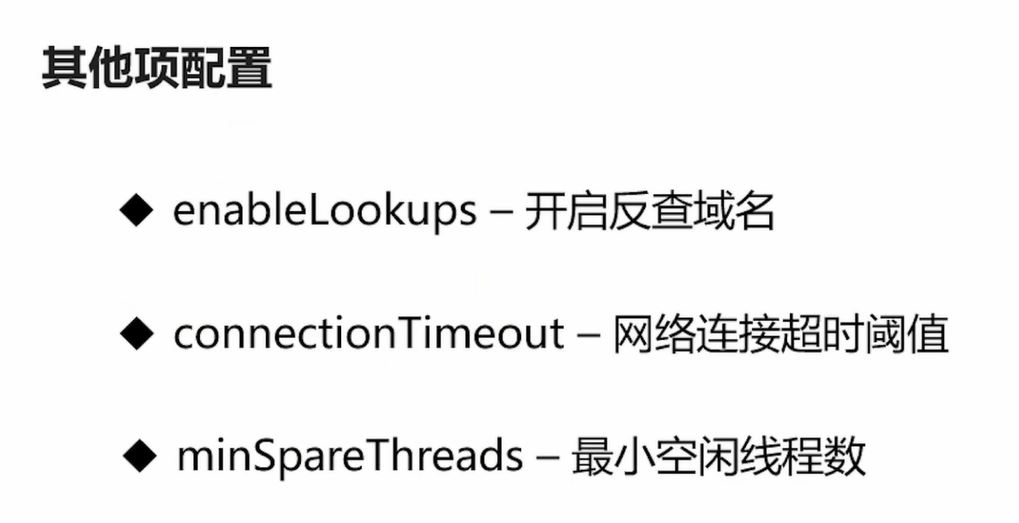 其他项配置
◆ enableLookups – 开启反查域名
◆ connectionTimeout – 网络连接超时阈值
◆ minSpareThreads – 最小空闲线程数